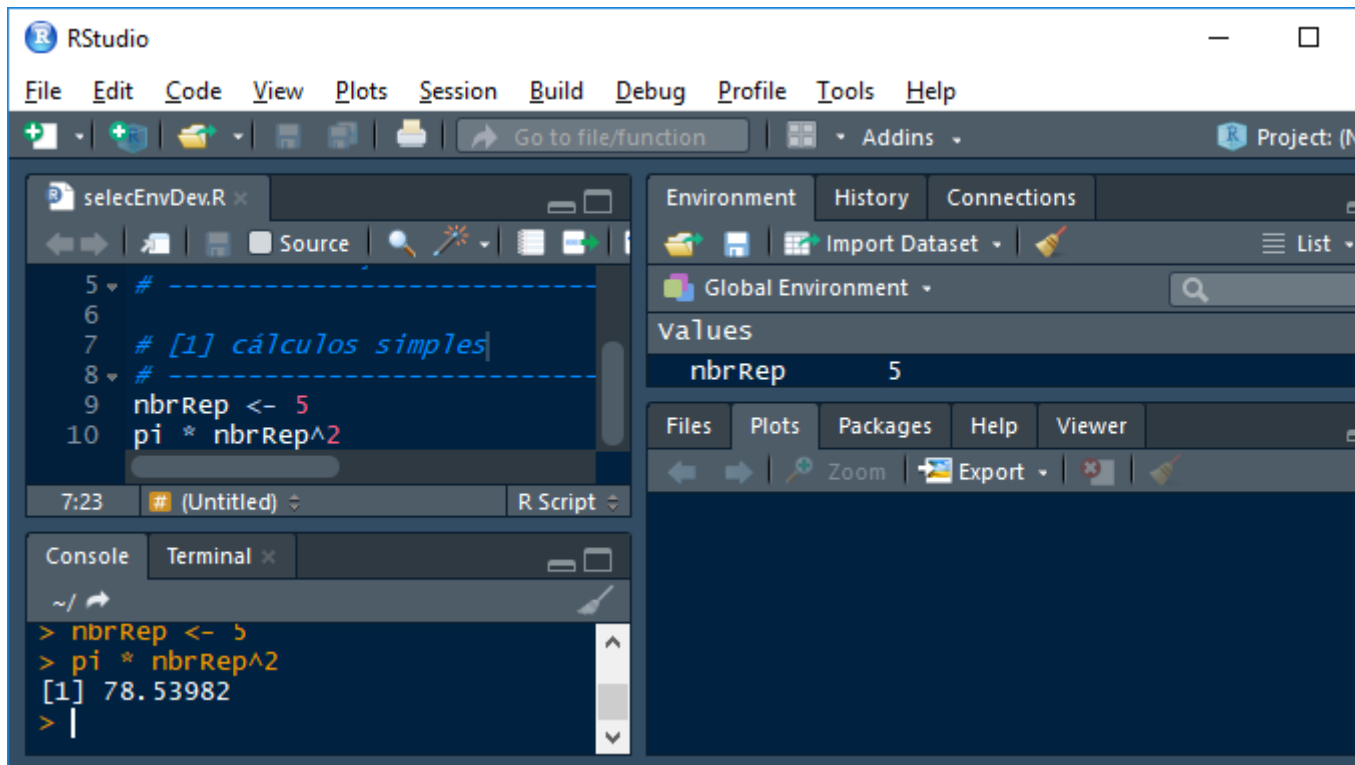 RStudio
File Edit Code View Plots Session Build Debug Profile Tools Help
Go to file/function Addins Project: (N
selecEnvDev.R
Source
5 # ---------------------------
6
7 # [1] cálculos simples
8 # ---------------------------
9 nbrRep <- 5
10 pi * nbrRep^2
7:23 # (Untitled) R Script
Console Terminal
~/
> nbrRep <- 5
> pi * nbrRep^2
[1] 78.53982
>
Environment History Connections
Import Dataset List
Global Environment
Values
nbrRep 5
Files Plots Packages Help Viewer
Zoom Export